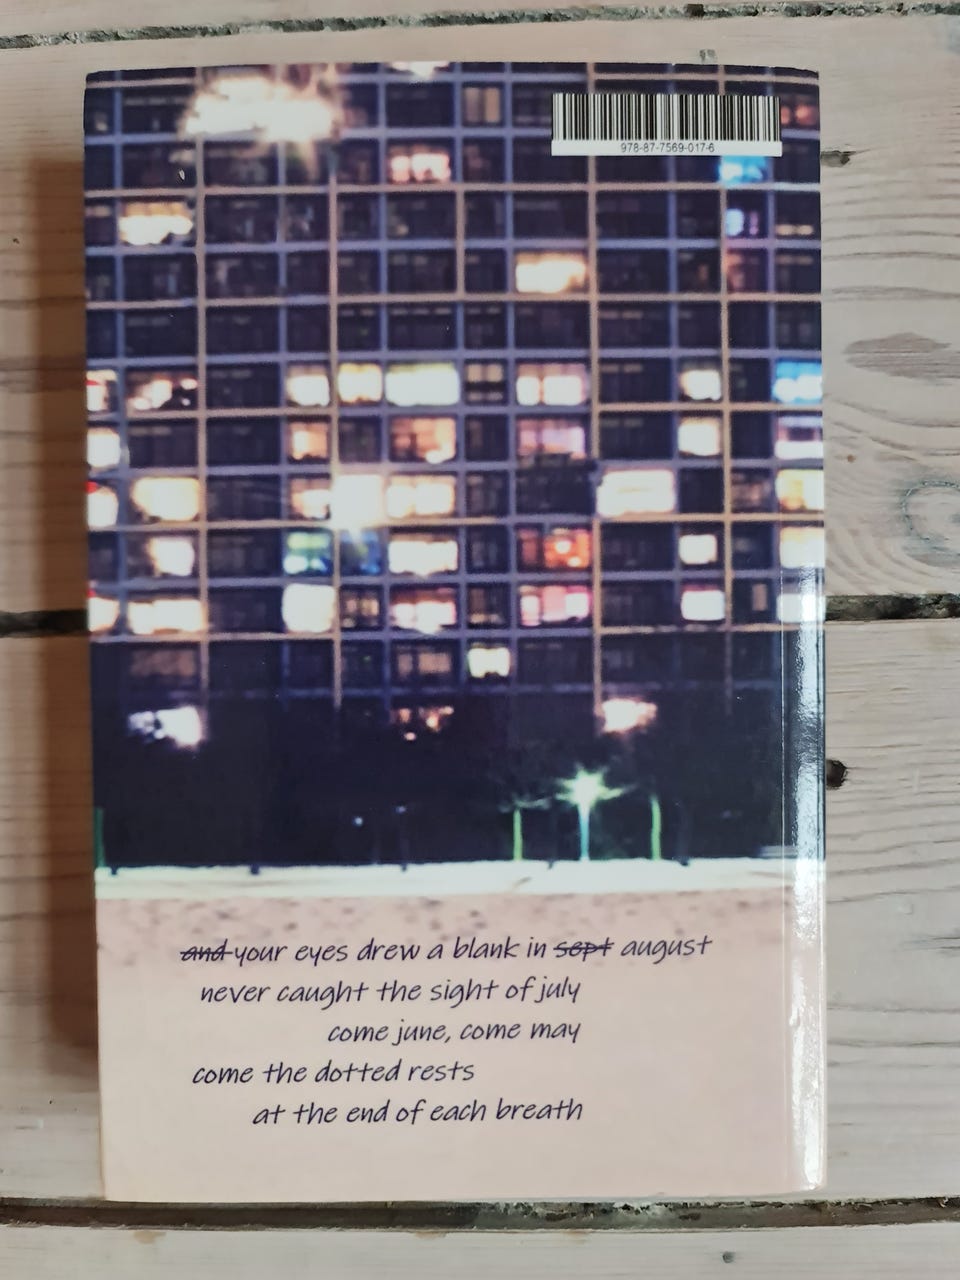 978-87-7569-017-6
and your eyes drew a blank in sept august
never caught the sight of july
come june, come may
come the dotted rests
at the end of each breath